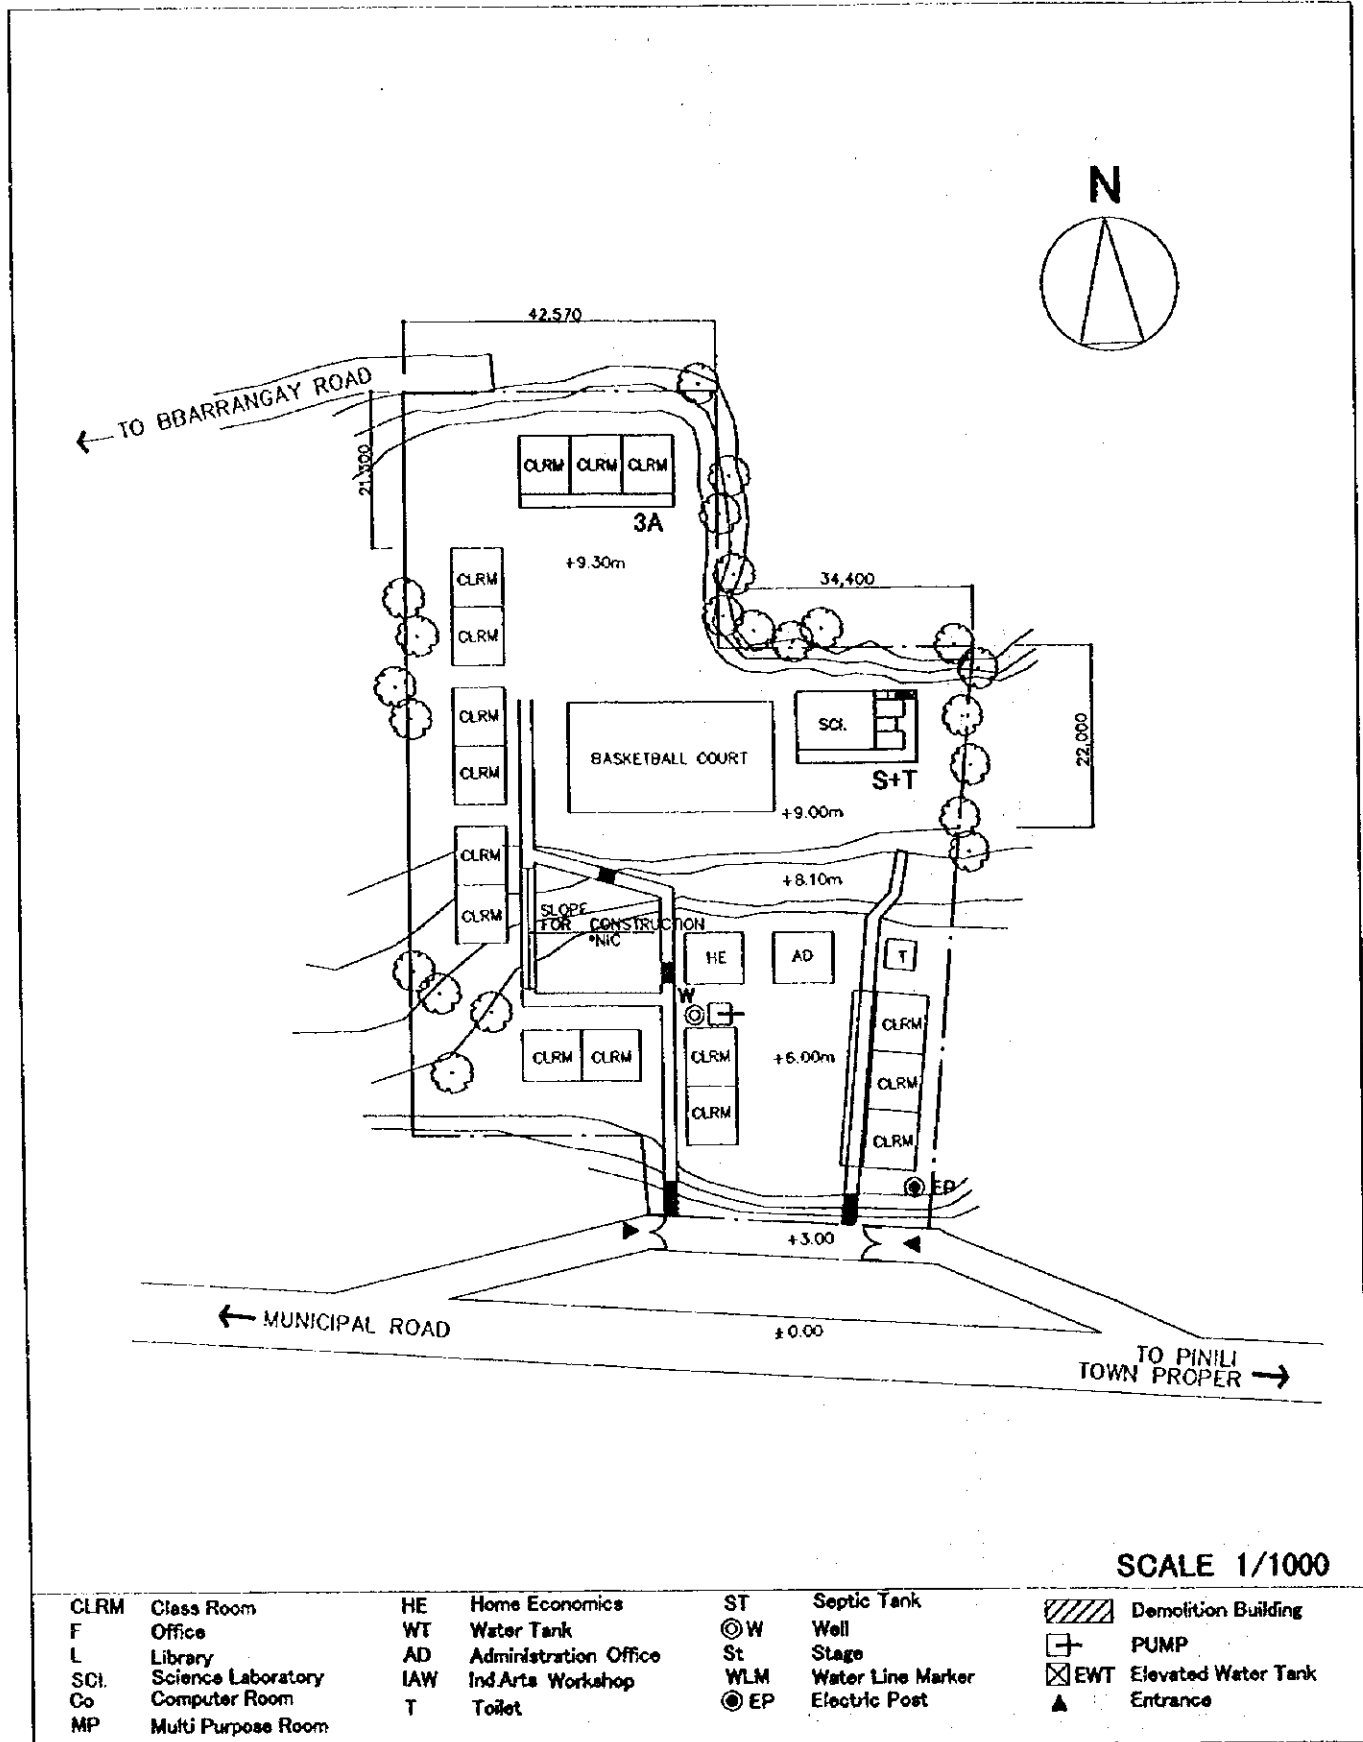 N
42.570
← TO BBARRANGAY ROAD
21,300
CLRM CLRM CLRM
3A
+9.30m
CLRM
34,400
CLRM
CLRM
SCI.
22,000
CLRM
BASKETBALL COURT
S+T
+9.00m
CLRM
+8.10m
CLRM
SLOPE
FOR CONSTRUCTION
*NIC
HE
AD
T
W
CLRM
CLRM CLRM
CLRM
+6.00m
CLRM
CLRM
CLRM
EP
+3.00
← MUNICIPAL ROAD
±0.00
TO PINILI
TOWN PROPER →
SCALE 1/1000
CLRM Class Room
F Office
L Library
SCI. Science Laboratory
Co Computer Room
MP Multi Purpose Room
HE Home Economics
WT Water Tank
AD Administration Office
IAW Ind.Arts Workshop
T Toilet
ST Septic Tank
W Well
St Stage
WLM Water Line Marker
EP Electric Post
Demolition Building
PUMP
EWT Elevated Water Tank
Entrance